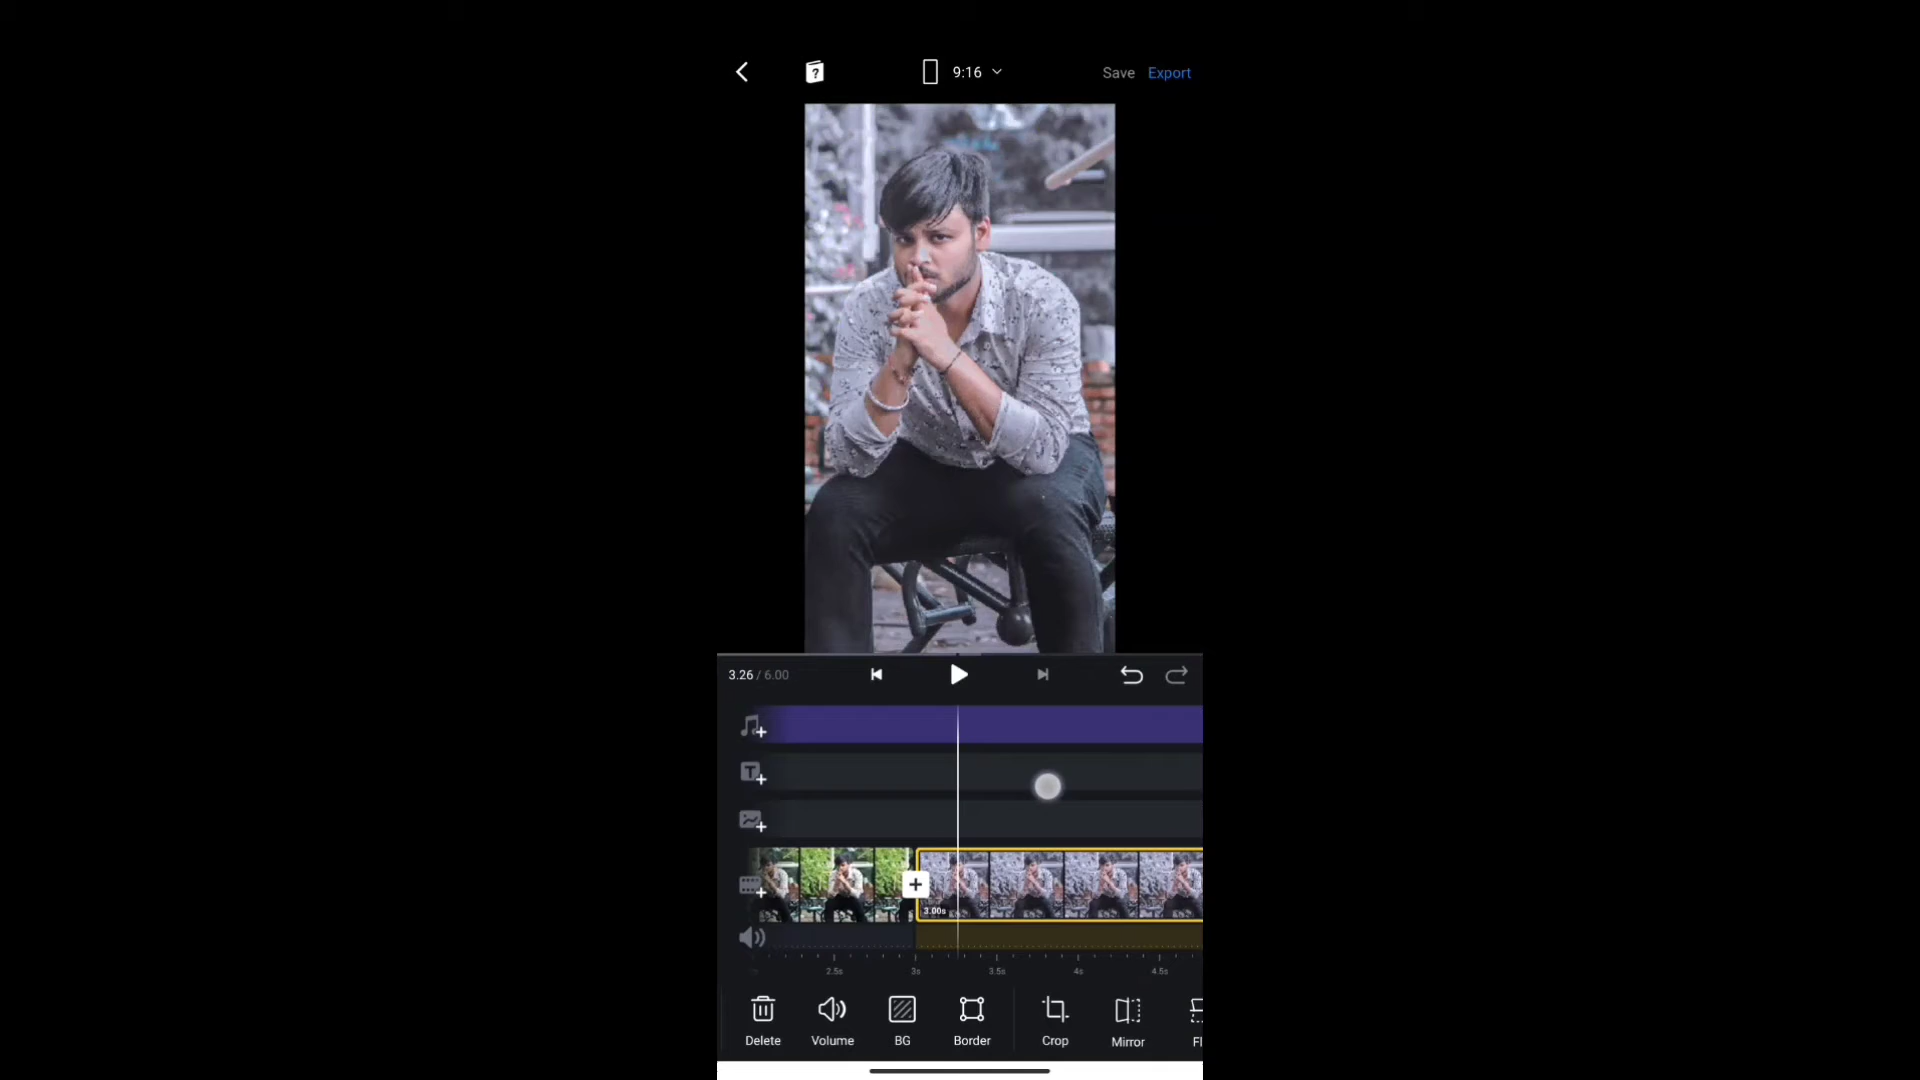 ?
9:16
Save
Export
3.26 / 6.00
T
3.00s
2.5s
3s
3.5s
4s
4.5s
Delete
Volume
BG
Border
Crop
Mirror